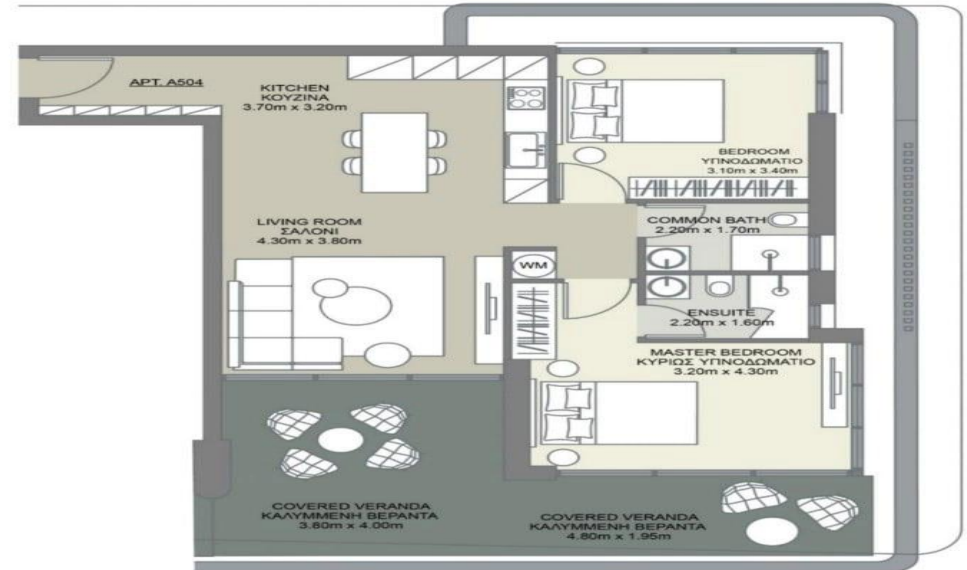 APT. A504
KITCHEN
ΚΟΥΖΙΝΑ
3.70m x 3.20m
BEDROOM
ΥΠΝΟΔΩΜΑΤΙΟ
3.10m x 3.40m
LIVING ROOM
ΣΑΛΟΝΙ
4.30m x 3.80m
COMMON BATH
2.20m x 1.70m
WM
ENSUITE
2.20m x 1.60m
MASTER BEDROOM
ΚΥΡΙΩΣ ΥΠΝΟΔΩΜΑΤΙΟ
3.20m x 4.30m
COVERED VERANDA
ΚΑΛΥΜΜΕΝΗ ΒΕΡΑΝΤΑ
3.80m x 4.00m
COVERED VERANDA
ΚΑΛΥΜΜΕΝΗ ΒΕΡΑΝΤΑ
4.80m x 1.95m